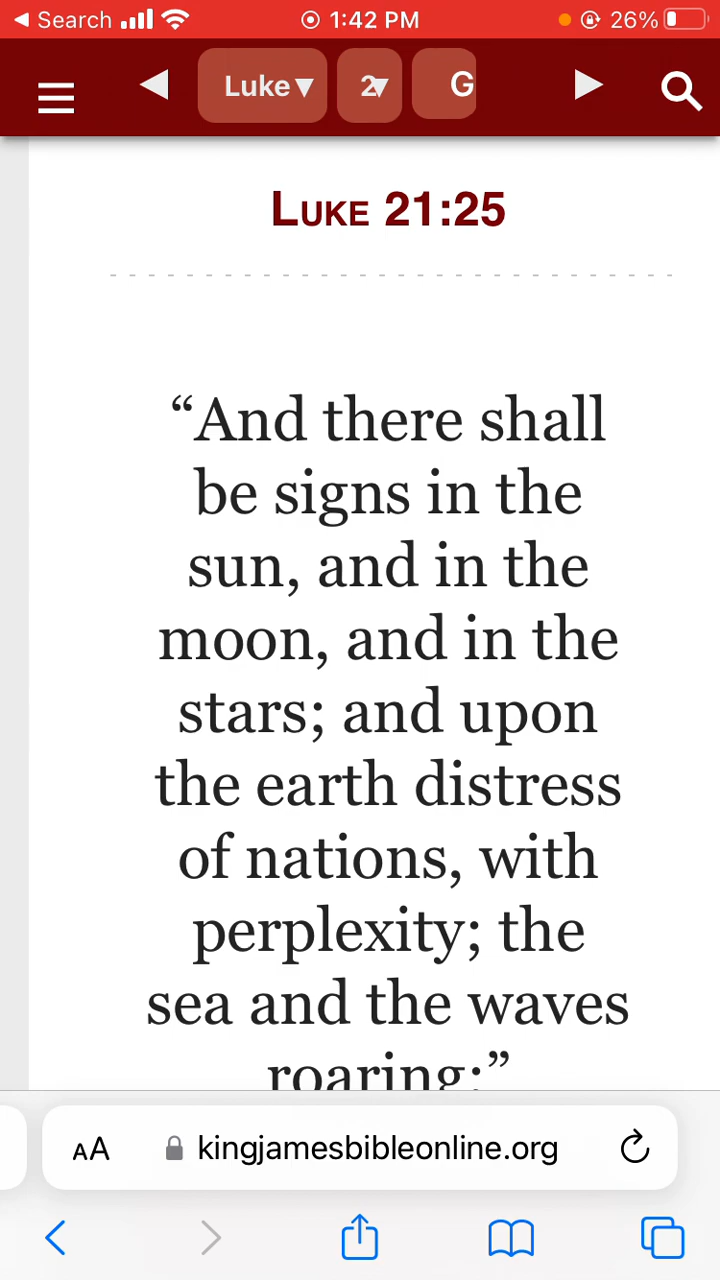 Search 1:42 PM 26%
Luke 2 G
LUKE 21:25
“And there shall
be signs in the
sun, and in the
moon, and in the
stars; and upon
the earth distress
of nations, with
perplexity; the
sea and the waves
roaring;”
AA kingjamesbibleonline.org